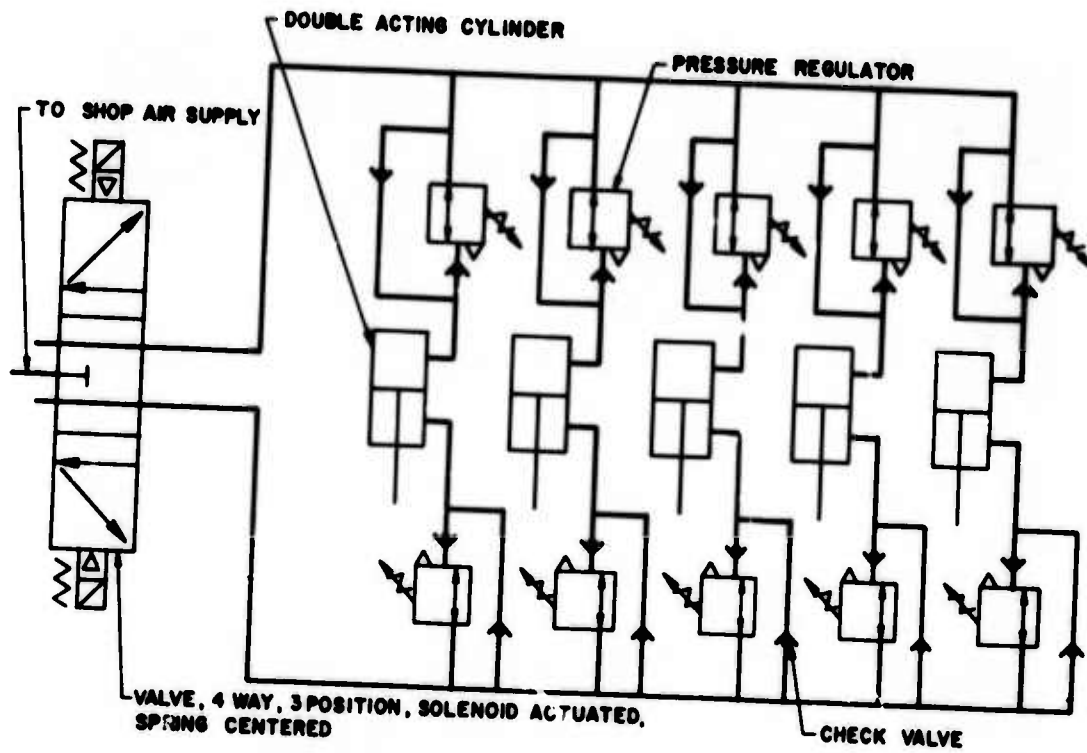 DOUBLE ACTING CYLINDER
PRESSURE REGULATOR
TO SHOP AIR SUPPLY
VALVE, 4 WAY, 3 POSITION, SOLENOID ACTUATED,
SPRING CENTERED
CHECK VALVE